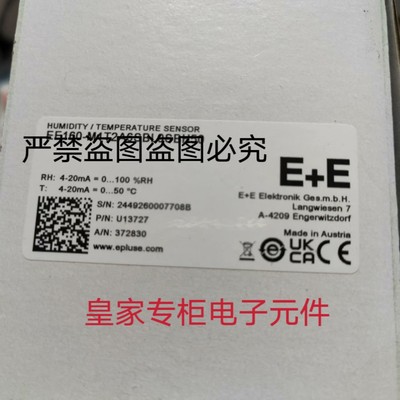 HUMIDITY / TEMPERATURE SENSOR
严禁盗图盗图必究
E+E
RH: 4-20mA = 0...100 %RH
T: 4-20mA = 0...50 °C
E+E Elektronik Ges.m.b.H.
Langwiesen 7
A-4209 Engerwitzdorf
S/N: 2449260007708B
P/N: U13727
A/N: 372830
www.epluse.com
UK CA CE
Made in Austria
皇家专柜电子元件